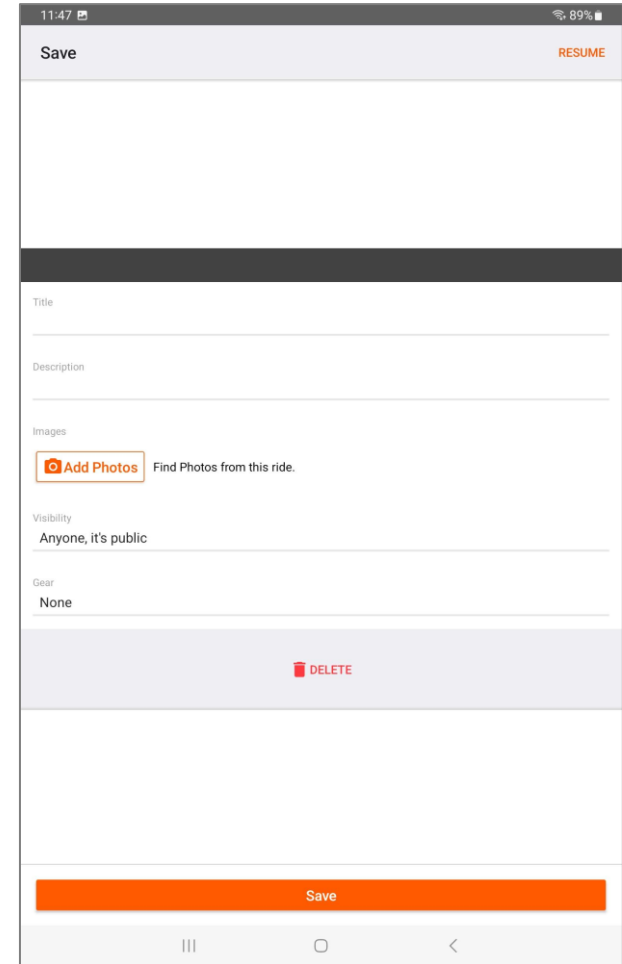 11:47 89%
Save RESUME
Title
Description
Images
Add Photos Find Photos from this ride.
Visibility
Anyone, it's public
Gear
None
DELETE
Save